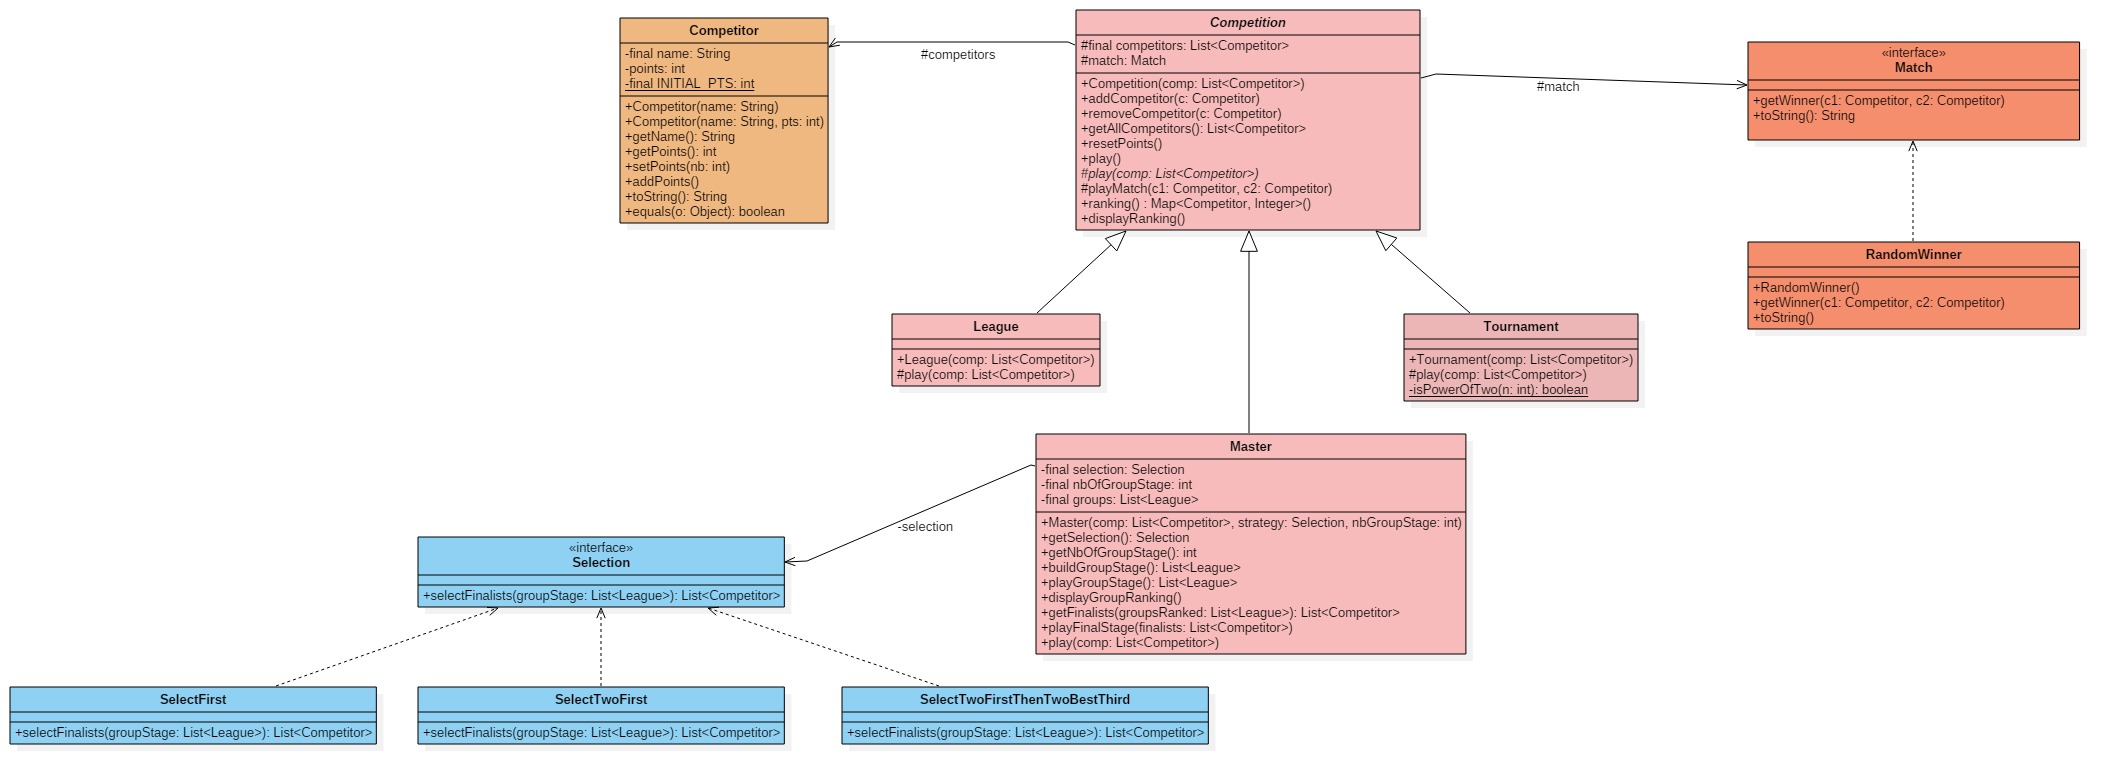 Competitor
-final name: String
-points: int
-final INITIAL_PTS: int
+Competitor(name: String)
+Competitor(name: String, pts: int)
+getName(): String
+getPoints(): int
+setPoints(nb: int)
+addPoints()
+toString(): String
+equals(o: Object): boolean
#competitors
Competition
#final competitors: List<Competitor>
#match: Match
+Competition(comp: List<Competitor>)
+addCompetitor(c: Competitor)
+removeCompetitor(c: Competitor)
+getAllCompetitors(): List<Competitor>
+resetPoints()
+play()
#play(comp: List<Competitor>)
#playMatch(c1: Competitor, c2: Competitor)
+ranking() : Map<Competitor, Integer>()
+displayRanking()
#match
«interface»
Match
+getWinner(c1: Competitor, c2: Competitor)
+toString(): String
RandomWinner
+RandomWinner()
+getWinner(c1: Competitor, c2: Competitor)
+toString()
League
+League(comp: List<Competitor>)
#play(comp: List<Competitor>)
Tournament
+Tournament(comp: List<Competitor>)
#play(comp: List<Competitor>)
-isPowerOfTwo(n: int): boolean
Master
-final selection: Selection
-final nbOfGroupStage: int
-final groups: List<League>
+Master(comp: List<Competitor>, strategy: Selection, nbGroupStage: int)
+getSelection(): Selection
+getNbOfGroupStage(): int
+buildGroupStage(): List<League>
+playGroupStage(): List<League>
+displayGroupRanking()
+getFinalists(groupsRanked: List<League>): List<Competitor>
+playFinalStage(finalists: List<Competitor>)
+play(comp: List<Competitor>)
-selection
«interface»
Selection
+selectFinalists(groupStage: List<League>): List<Competitor>
SelectFirst
+selectFinalists(groupStage: List<League>): List<Competitor>
SelectTwoFirst
+selectFinalists(groupStage: List<League>): List<Competitor>
SelectTwoFirstThenTwoBestThird
+selectFinalists(groupStage: List<League>): List<Competitor>